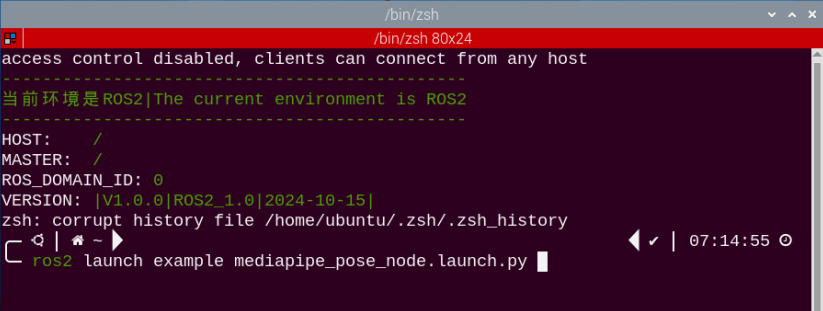 /bin/zsh
/bin/zsh 80x24
access control disabled, clients can connect from any host
---------------------------------------------
当前环境是ROS2|The current environment is ROS2
---------------------------------------------
HOST: /
MASTER: /
ROS_DOMAIN_ID: 0
VERSION: |V1.0.0|ROS2_1.0|2024-10-15|
zsh: corrupt history file /home/ubuntu/.zsh/.zsh_history
~ ✔ 07:14:55
ros2 launch example mediapipe_pose_node.launch.py